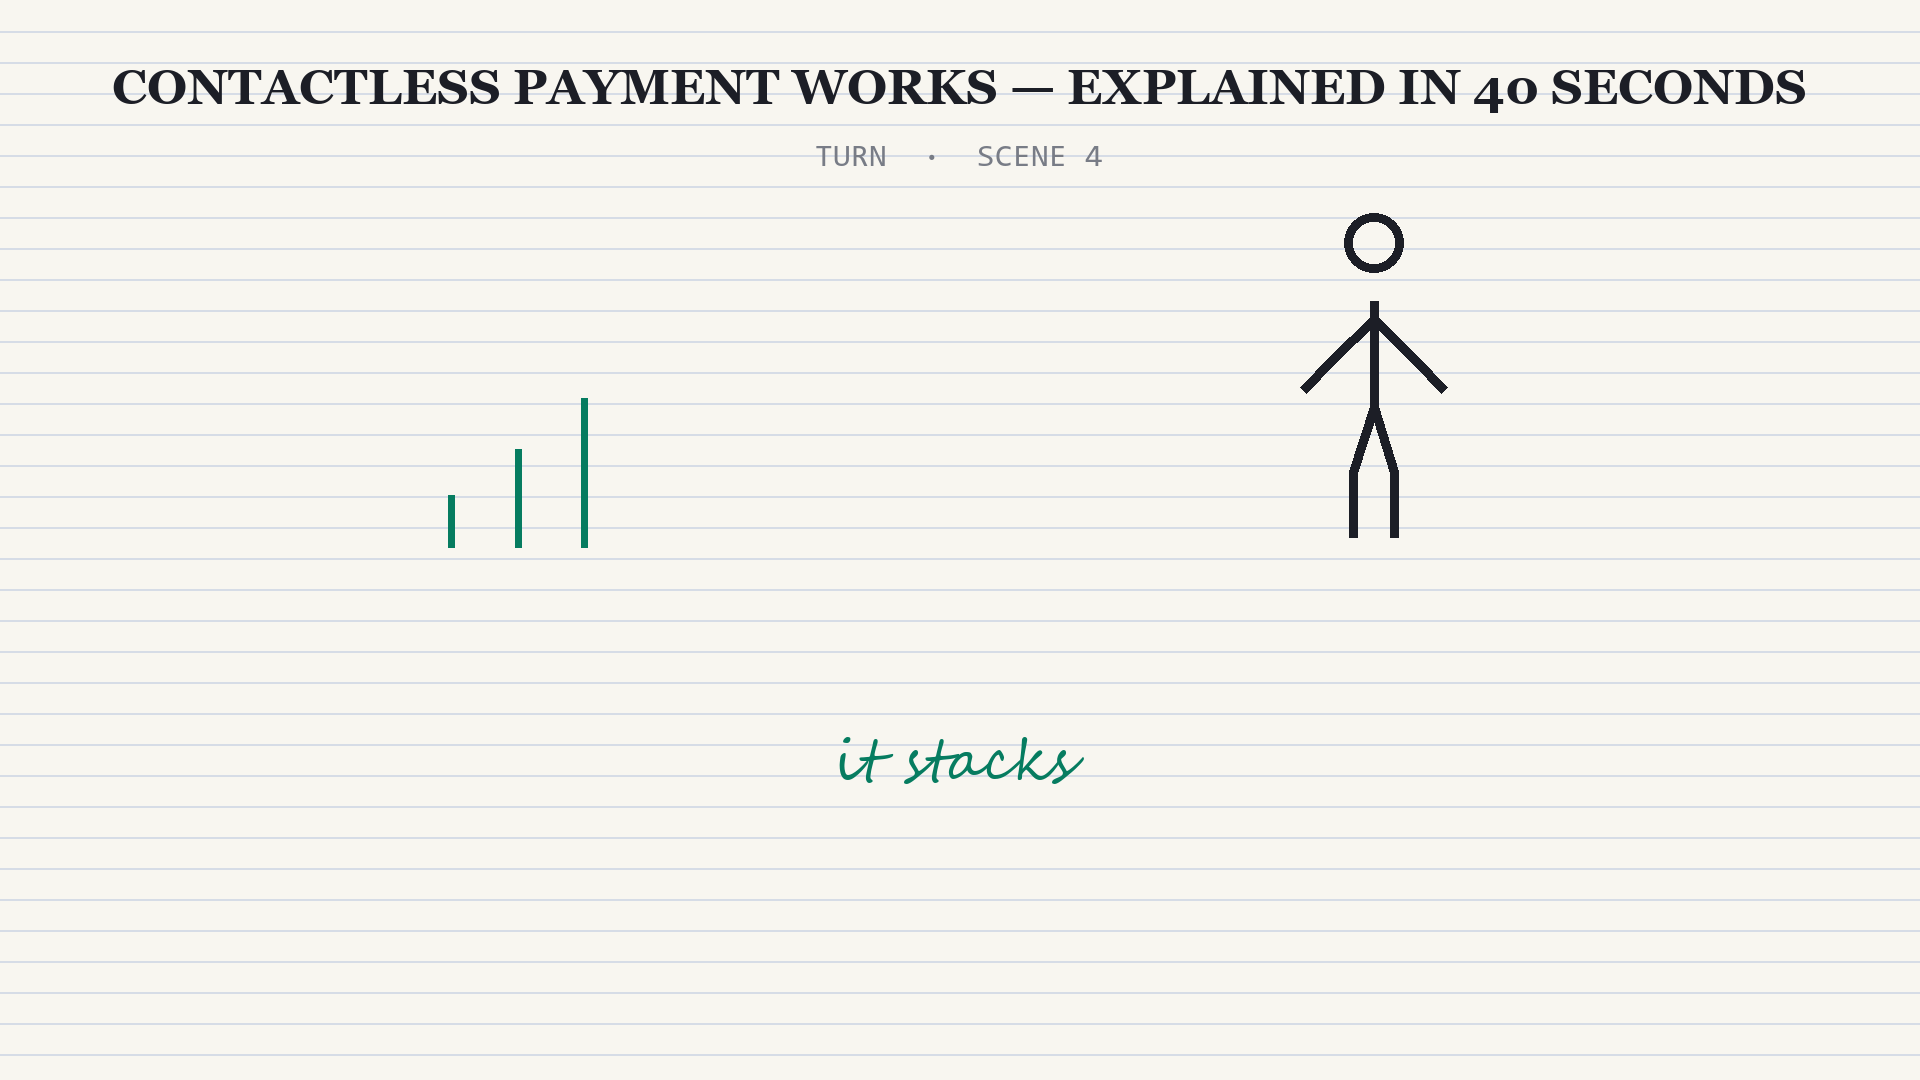 CONTACTLESS PAYMENT WORKS — EXPLAINED IN 40 SECONDS
TURN · SCENE 4
it stacks